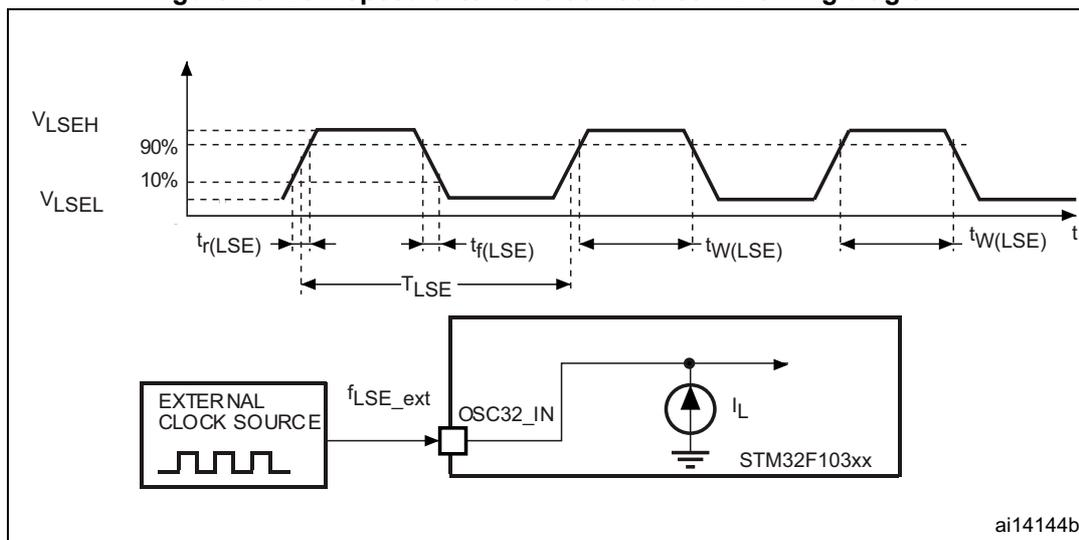 V_LSEH
90%
10%
V_LSEL
t_r(LSE)
t_f(LSE)
t_W(LSE)
t_W(LSE)
t
T_LSE
EXTERNAL
CLOCK SOURCE
f_LSE_ext
OSC32_IN
I_L
STM32F103xx
ai14144b